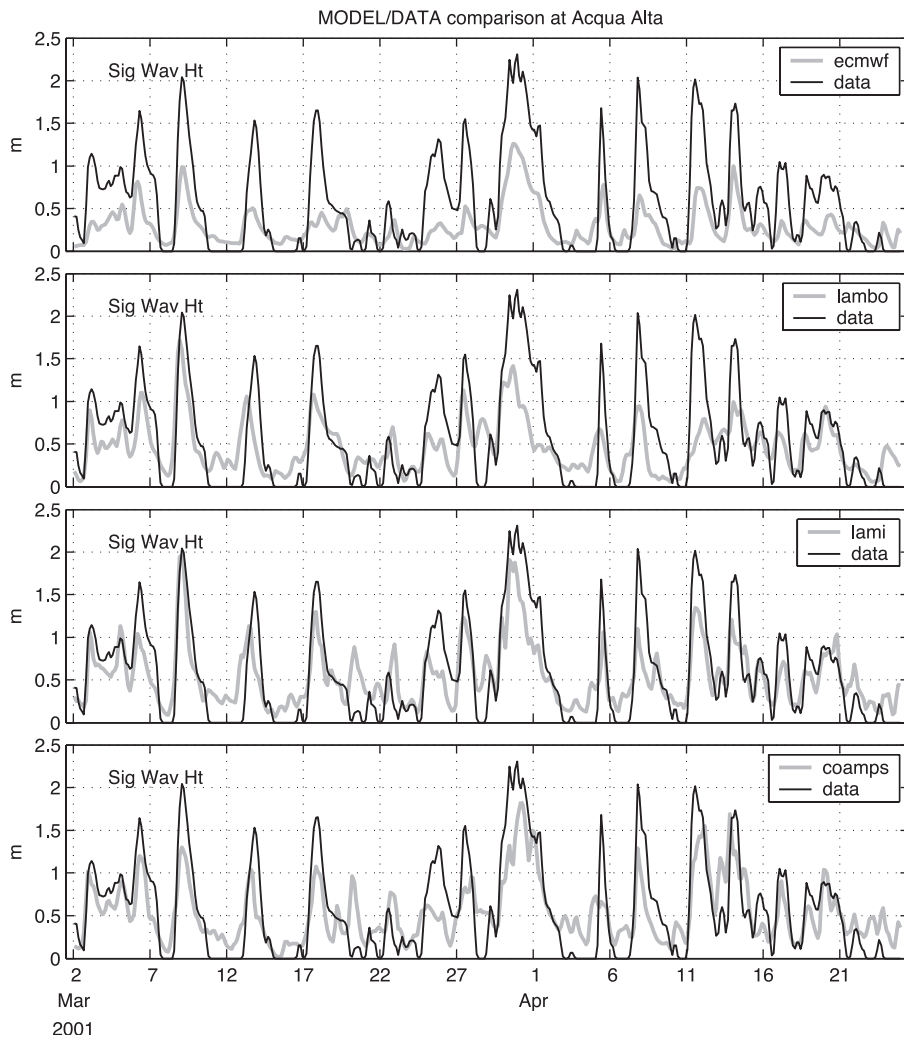 MODEL/DATA comparison at Acqua Alta
2.5
2
1.5
1
0.5
0
m
Sig Wav Ht
ecmwf
data
2.5
2
1.5
1
0.5
0
m
Sig Wav Ht
lambo
data
2.5
2
1.5
1
0.5
0
m
Sig Wav Ht
lami
data
2.5
2
1.5
1
0.5
0
m
Sig Wav Ht
coamps
data
2 7 12 17 22 27 1 6 11 16 21
Mar Apr
2001